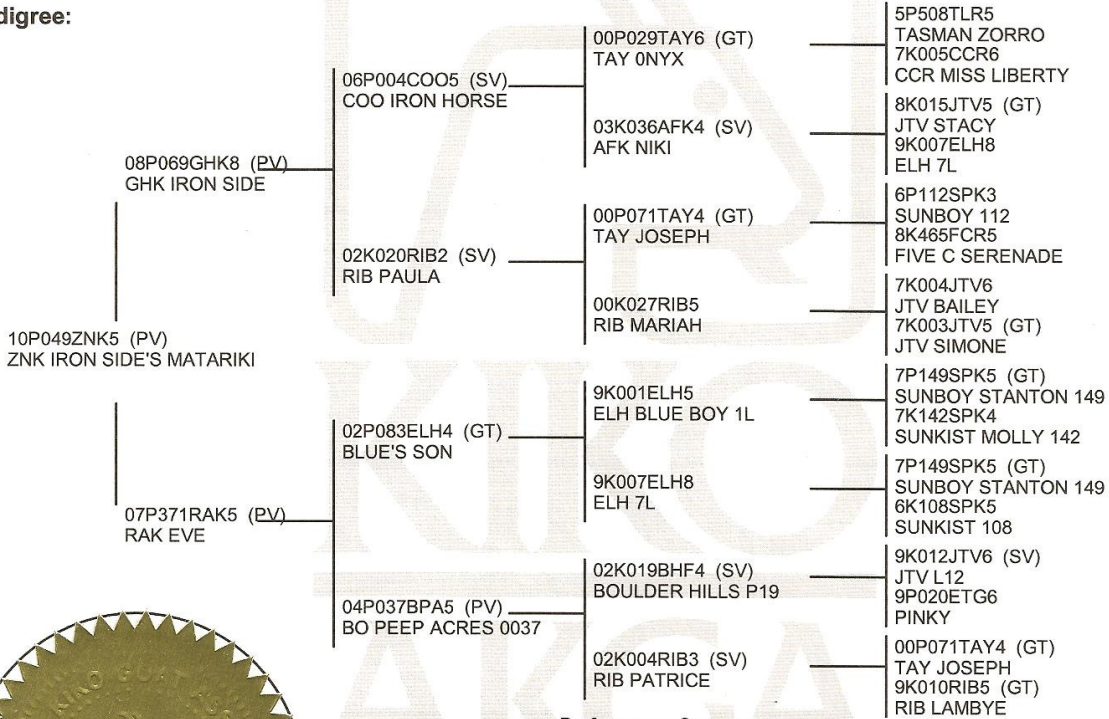 digree:
10P049ZNK5 (PV)
ZNK IRON SIDE'S MATARIKI
08P069GHK8 (PV)
GHK IRON SIDE
07P371RAK5 (PV)
RAK EVE
06P004COO5 (SV)
COO IRON HORSE
02K020RIB2 (SV)
RIB PAULA
02P083ELH4 (GT)
BLUE'S SON
04P037BPA5 (PV)
BO PEEP ACRES 0037
00P029TAY6 (GT)
TAY 0NYX
03K036AFK4 (SV)
AFK NIKI
00P071TAY4 (GT)
TAY JOSEPH
00K027RIB5
RIB MARIAH
9K001ELH5
ELH BLUE BOY 1L
9K007ELH8
ELH 7L
02K019BHF4 (SV)
BOULDER HILLS P19
02K004RIB3 (SV)
RIB PATRICE
5P508TLR5
TASMAN ZORRO
7K005CCR6
CCR MISS LIBERTY
8K015JTV5 (GT)
JTV STACY
9K007ELH8
ELH 7L
6P112SPK3
SUNBOY 112
8K465FCR5
FIVE C SERENADE
7K004JTV6
JTV BAILEY
7K003JTV5 (GT)
JTV SIMONE
7P149SPK5 (GT)
SUNBOY STANTON 149
7K142SPK4
SUNKIST MOLLY 142
7P149SPK5 (GT)
SUNBOY STANTON 149
6K108SPK5
SUNKIST 108
9K012JTV6 (SV)
JTV L12
9P020ETG6
PINKY
00P071TAY4 (GT)
TAY JOSEPH
9K010RIB5 (GT)
RIB LAMBYE
KIKO
AKGA
KIKO GOAT